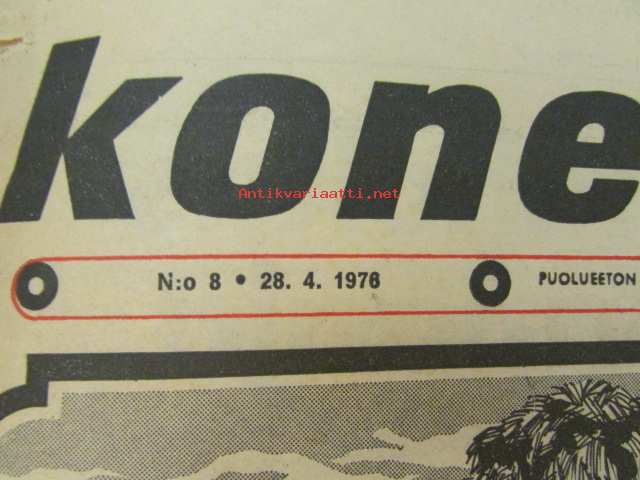 kone
Antikvariaatti.net
N:o 8 • 28. 4. 1976
PUOLUEETON